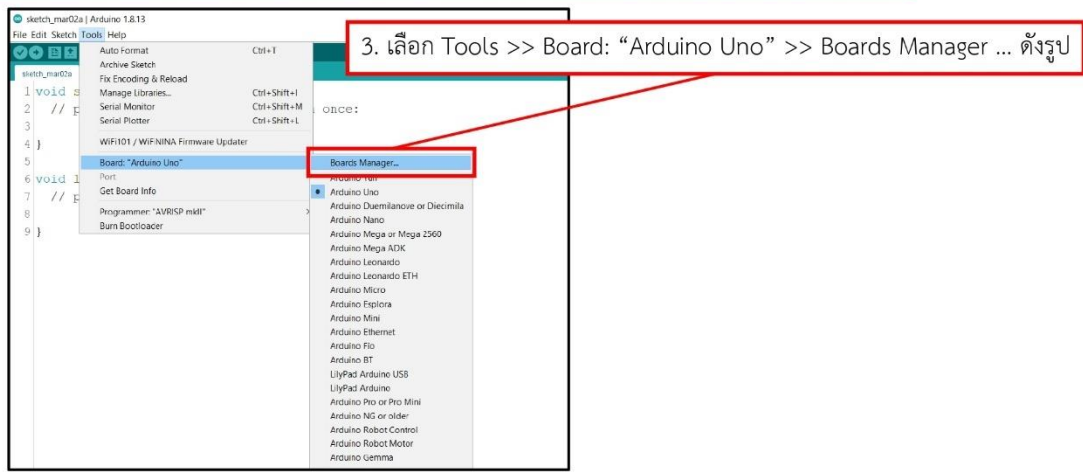 sketch_mar02a | Arduino 1.8.13
File Edit Sketch Tools Help
3. เลือก Tools >> Board: “Arduino Uno” >> Boards Manager ... ดังรูป
sketch_mar02a
Auto Format Ctrl+T
Archive Sketch
Fix Encoding & Reload
Manage Libraries... Ctrl+Shift+I
Serial Monitor Ctrl+Shift+M
Serial Plotter Ctrl+Shift+L
WiFi101 / WiFiNINA Firmware Updater
Board: "Arduino Uno"
Port
Get Board Info
Programmer: "AVRISP mkII"
Burn Bootloader
1 void s
2 // p once:
3
4 }
5
6 void l
7 // p
8
9 }
Boards Manager...
Arduino Yún
Arduino Uno
Arduino Duemilanove or Diecimila
Arduino Nano
Arduino Mega or Mega 2560
Arduino Mega ADK
Arduino Leonardo
Arduino Leonardo ETH
Arduino Micro
Arduino Esplora
Arduino Mini
Arduino Ethernet
Arduino Fio
Arduino BT
LilyPad Arduino USB
LilyPad Arduino
Arduino Pro or Pro Mini
Arduino NG or older
Arduino Robot Control
Arduino Robot Motor
Arduino Gemma